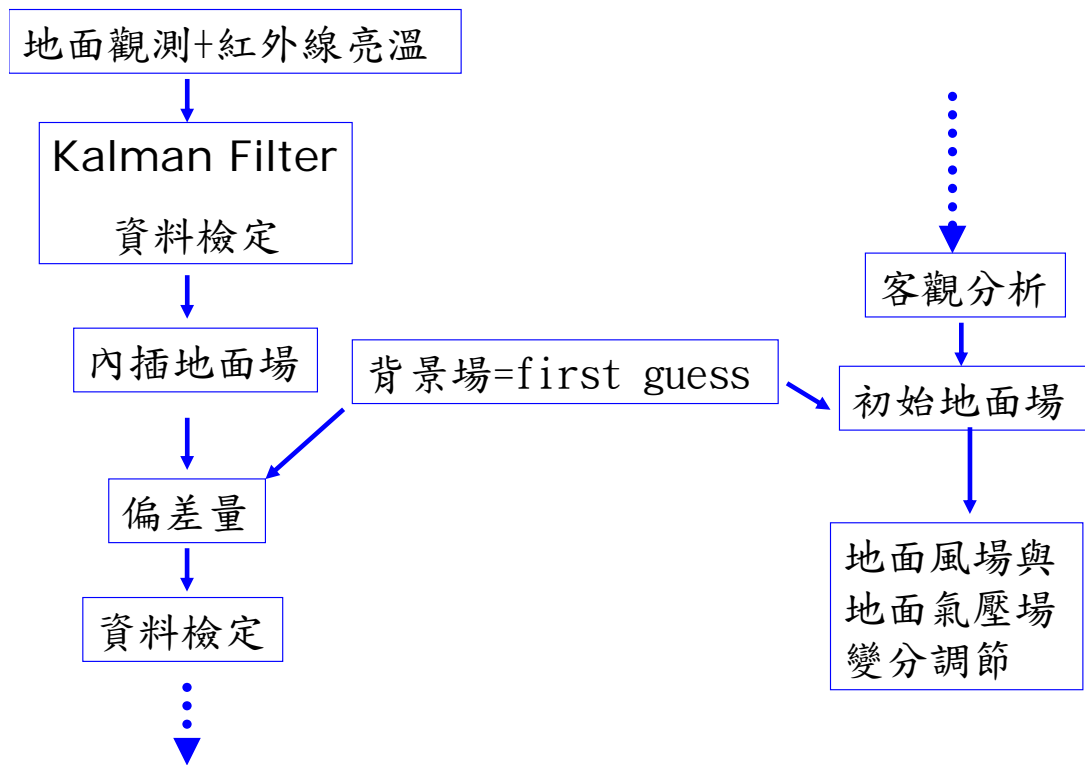 地面觀測+紅外線亮溫
Kalman Filter
資料檢定
內插地面場
偏差量
資料檢定
背景場=first guess
客觀分析
初始地面場
地面風場與
地面氣壓場
變分調節